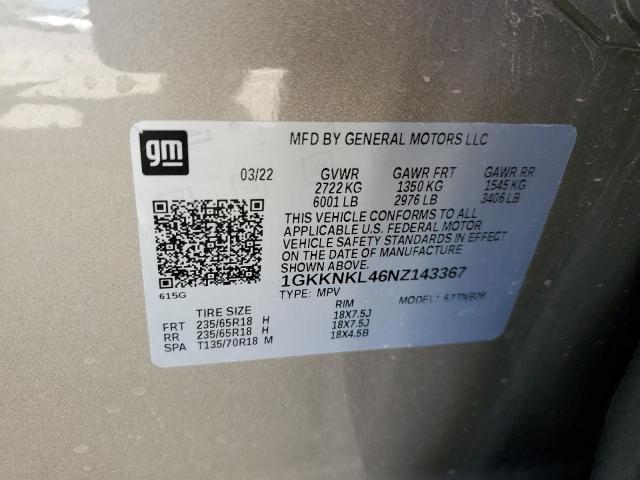 gm
MFD BY GENERAL MOTORS LLC
03/22 GVWR GAWR FRT GAWR RR
2722 KG 1350 KG 1545 KG
6001 LB 2976 LB 3406 LB
THIS VEHICLE CONFORMS TO ALL
APPLICABLE U.S. FEDERAL MOTOR
VEHICLE SAFETY STANDARDS IN EFFECT
ON THE DATE OF MANUFACTURE
SHOWN ABOVE.
1GKKNKL46NZ143367
615G
TYPE: MPV MODEL: 6ZTNB26
TIRE SIZE RIM
FRT 235/65R18 H 18X7.5J
RR 235/65R18 H 18X7.5J
SPA T135/70R18 M 18X4.5B